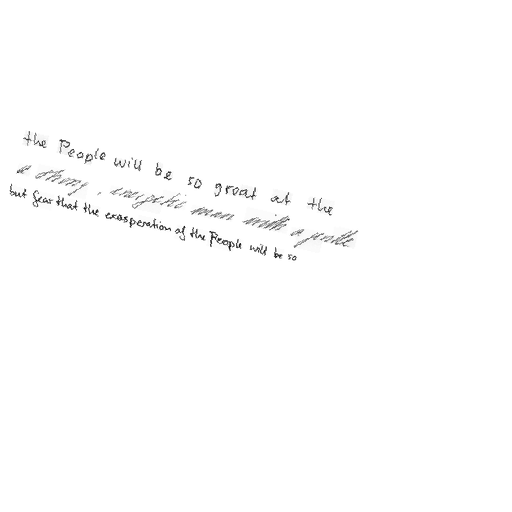 the People will be so great at the
a strong, energetic man with a gentle
but fear that the exasperation of the People will be so